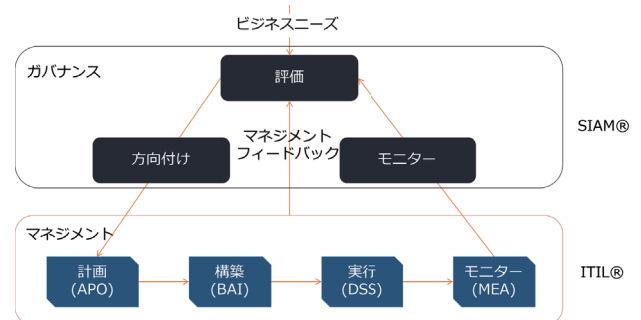 ビジネスニーズ
ガバナンス
評価
SIAM®
マネジメント
フィードバック
方向付け
モニター
マネジメント
計画
(APO)
構築
(BAI)
実行
(DSS)
モニター
(MEA)
ITIL®